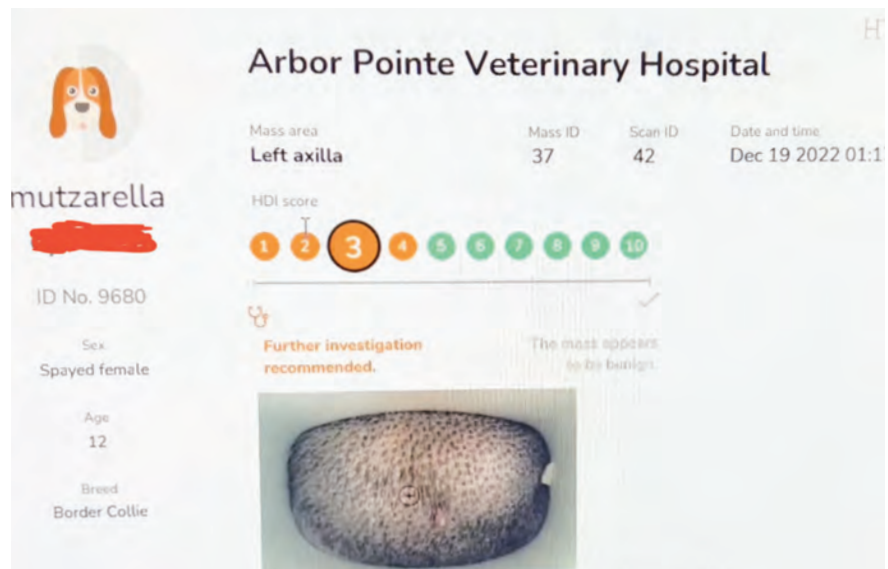 Arbor Pointe Veterinary Hospital
Mass area
Left axilla
Mass ID
37
Scan ID
42
Date and time
Dec 19 2022 01:1
mutzarella
ID No. 9680
Sex
Spayed female
Age
12
Breed
Border Collie
HDI score
1 2 3 4 5 6 7 8 9 10
Further investigation
recommended.
The mass appears
to be benign.